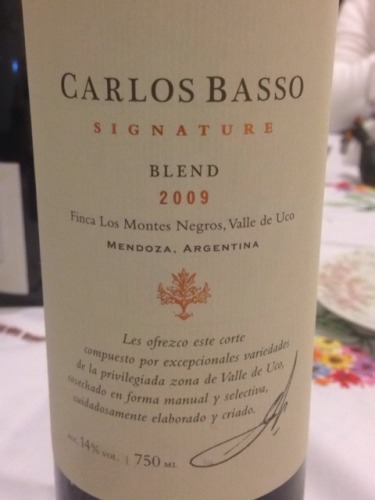 CARLOS BASSO
SIGNATURE
BLEND
2009
Finca Los Montes Negros, Valle de Uco
MENDOZA, ARGENTINA
Les ofrezco este corte
compuesto por excepcionales variedades
de la privilegiada zona de Valle de Uco,
cosechado en forma manual y selectiva,
cuidadosamente elaborado y criado.
ALC. 14% VOL. | 750 ML